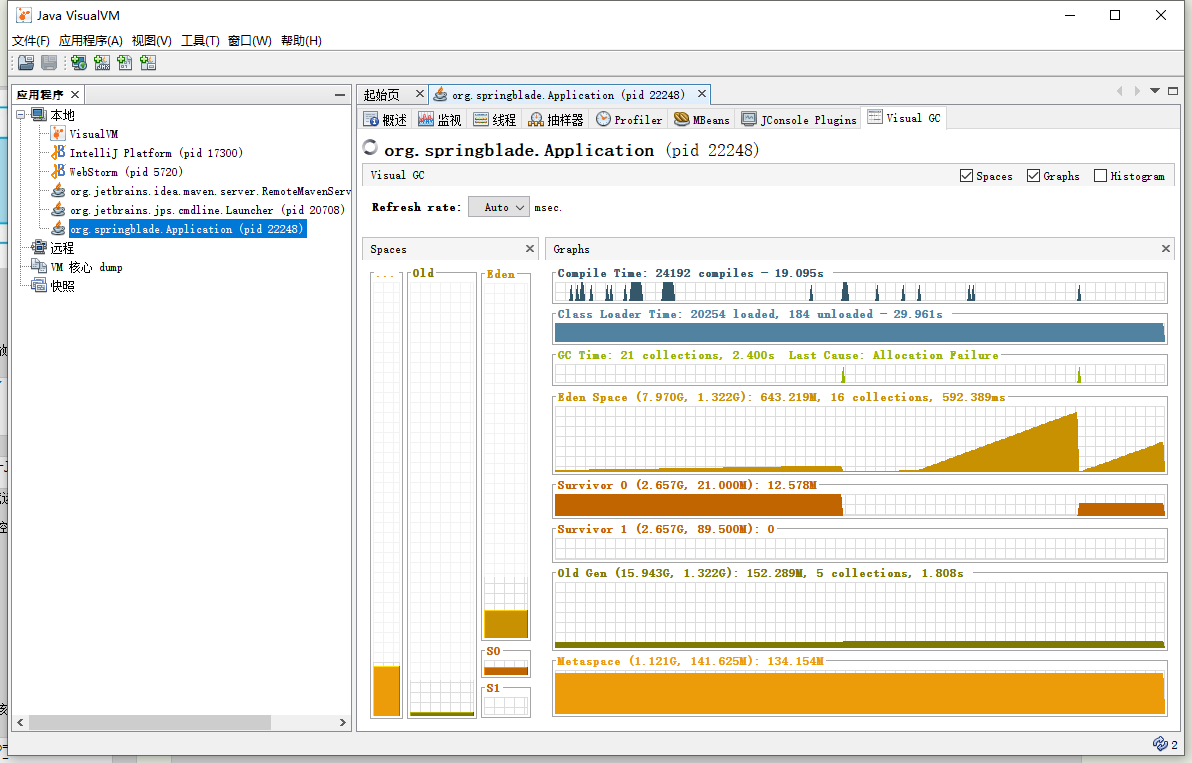 Java VisualVM
文件(F) 应用程序(A) 视图(V) 工具(T) 窗口(W) 帮助(H)
应用程序
本地
VisualVM
IntelliJ Platform (pid 17300)
WebStorm (pid 5720)
org.jetbrains.idea.maven.server.RemoteMavenServ
org.jetbrains.jps.cmdline.Launcher (pid 20708)
org.springblade.Application (pid 22248)
远程
VM 核心 dump
快照
起始页 org.springblade.Application (pid 22248)
概述 监视 线程 抽样器 Profiler MBeans JConsole Plugins Visual GC
org.springblade.Application (pid 22248)
Visual GC Spaces Graphs Histogram
Refresh rate: Auto msec.
Spaces
... Old Eden
S0
S1
Graphs
Compile Time: 24192 compiles - 19.095s
Class Loader Time: 20254 loaded, 184 unloaded - 29.961s
GC Time: 21 collections, 2.400s Last Cause: Allocation Failure
Eden Space (7.970G, 1.322G): 643.219M, 16 collections, 592.389ms
Survivor 0 (2.657G, 21.000M): 12.578M
Survivor 1 (2.657G, 89.500M): 0
Old Gen (15.943G, 1.322G): 152.289M, 5 collections, 1.808s
Metaspace (1.121G, 141.625M): 134.154M
2